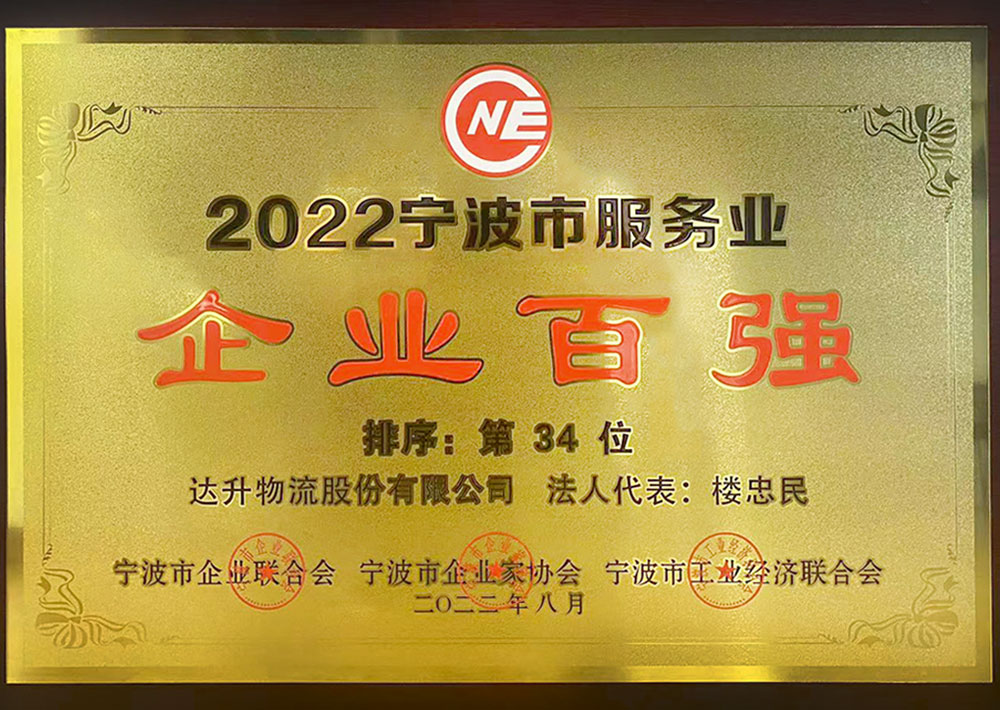 NE
2022宁波市服务业
企业百强
排序：第 34 位
达升物流股份有限公司 法人代表：楼忠民
宁波市企业联合会 宁波市企业家协会 宁波市工业经济联合会
二〇二二年八月